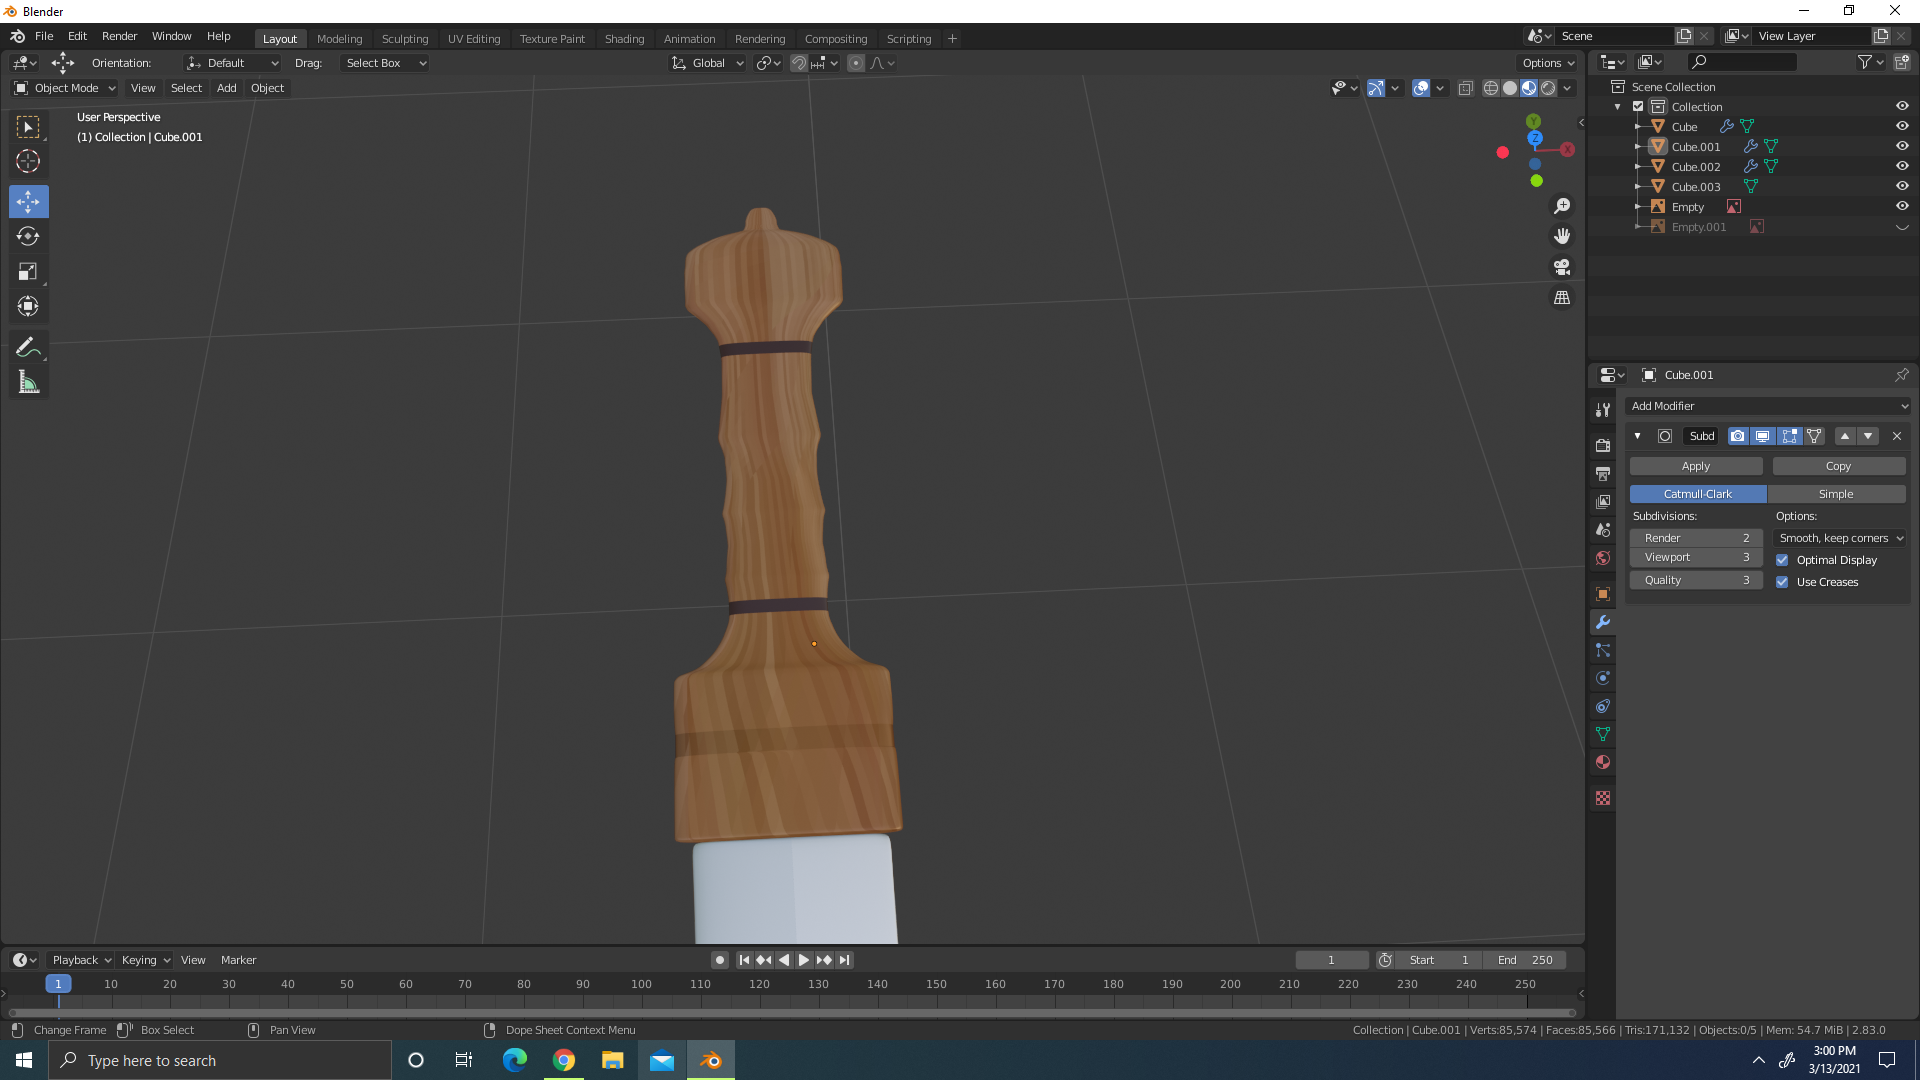 Blender
File Edit Render Window Help Layout Modeling Sculpting UV Editing Texture Paint Shading Animation Rendering Compositing Scripting + Scene View Layer
Orientation: Default Drag: Select Box Global Options
Object Mode View Select Add Object
User Perspective
(1) Collection | Cube.001
Y
Z
X
Scene Collection
Collection
Cube
Cube.001
Cube.002
Cube.003
Empty
Empty.001
Cube.001
Add Modifier
Subd
Apply Copy
Catmull-Clark Simple
Subdivisions: Options:
Render 2 Smooth, keep corners
Viewport 3 Optimal Display
Quality 3 Use Creases
Playback Keying View Marker 1 Start 1 End 250
1 10 20 30 40 50 60 70 80 90 100 110 120 130 140 150 160 170 180 190 200 210 220 230 240 250
Change Frame Box Select Pan View Dope Sheet Context Menu Collection | Cube.001 | Verts:85,574 | Faces:85,566 | Tris:171,132 | Objects:0/5 | Mem: 54.7 MiB | 2.83.0
Type here to search
3:00 PM
3/13/2021